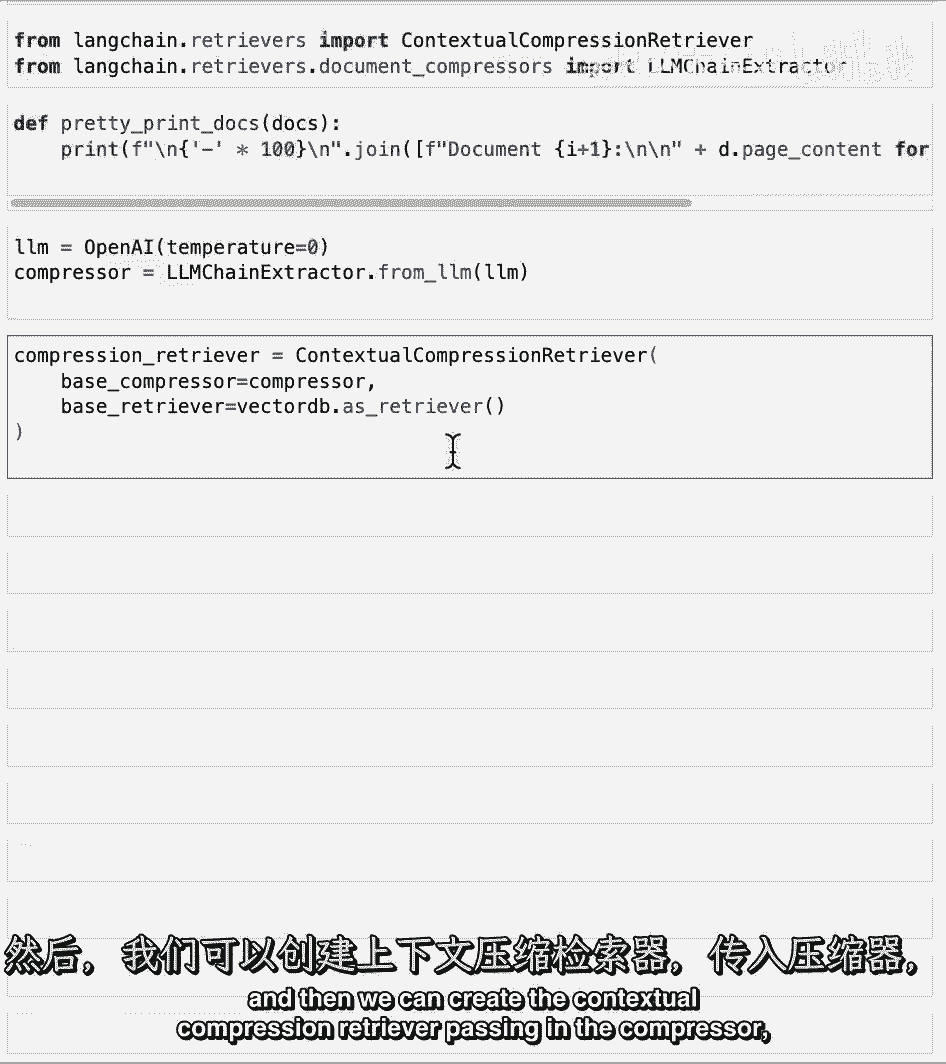 from langchain.retrievers import ContextualCompressionRetriever
from langchain.retrievers.document_compressors import LLMChainExtractor
def pretty_print_docs(docs):
    print(f"\n{'-' * 100}\n".join([f"Document {i+1}:\n\n" + d.page_content for
llm = OpenAI(temperature=0)
compressor = LLMChainExtractor.from_llm(llm)
compression_retriever = ContextualCompressionRetriever(
    base_compressor=compressor,
    base_retriever=vectordb.as_retriever()
)
然后，我们可以创建上下文压缩检索器，传入压缩器，
and then we can create the contextual
compression retriever passing in the compressor,